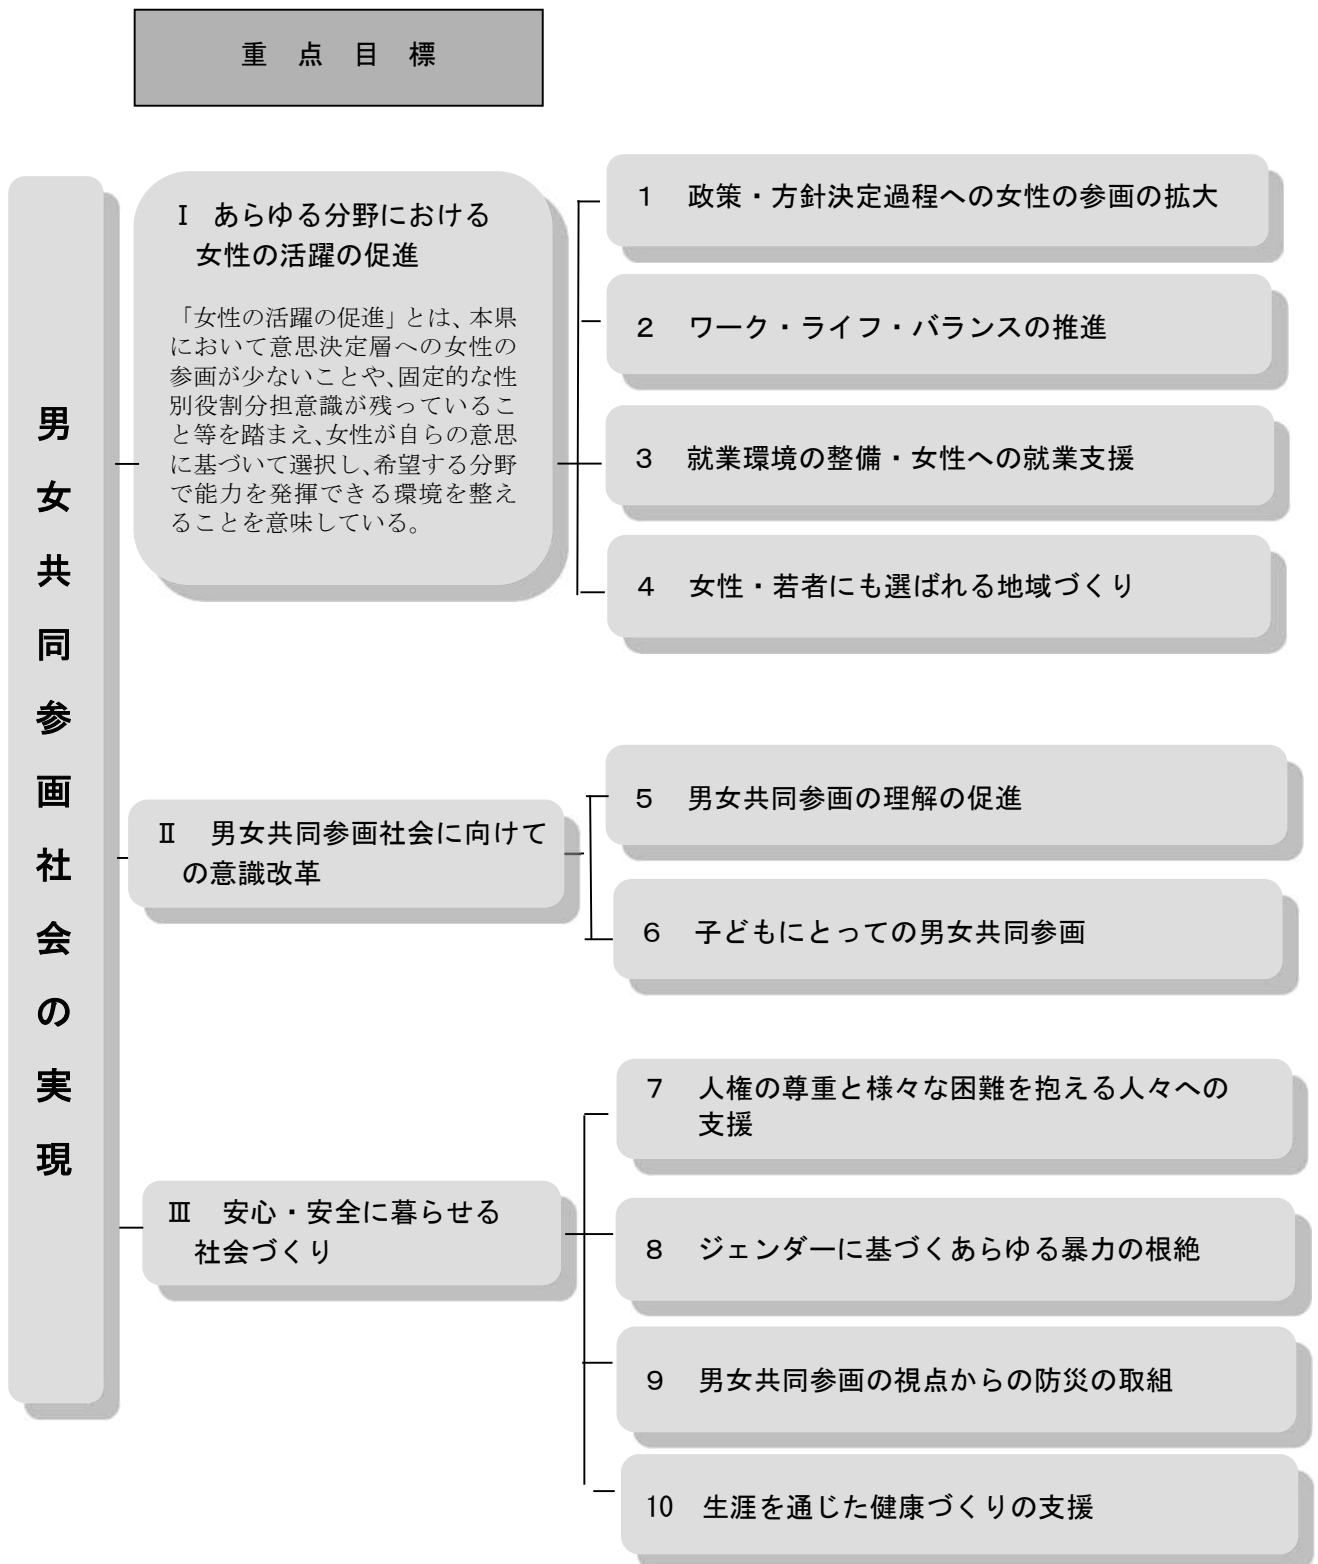 重点目標
男女共同参画社会の実現
Ⅰ あらゆる分野における
女性の活躍の促進
「女性の活躍の促進」とは、本県
において意思決定層への女性の
参画が少ないことや、固定的な性
別役割分担意識が残っているこ
と等を踏まえ、女性が自らの意思
に基づいて選択し、希望する分野
で能力を発揮できる環境を整え
ることを意味している。
1 政策・方針決定過程への女性の参画の拡大
2 ワーク・ライフ・バランスの推進
3 就業環境の整備・女性への就業支援
4 女性・若者にも選ばれる地域づくり
Ⅱ 男女共同参画社会に向けて
の意識改革
5 男女共同参画の理解の促進
6 子どもにとっての男女共同参画
Ⅲ 安心・安全に暮らせる
社会づくり
7 人権の尊重と様々な困難を抱える人々への
支援
8 ジェンダーに基づくあらゆる暴力の根絶
9 男女共同参画の視点からの防災の取組
10 生涯を通じた健康づくりの支援